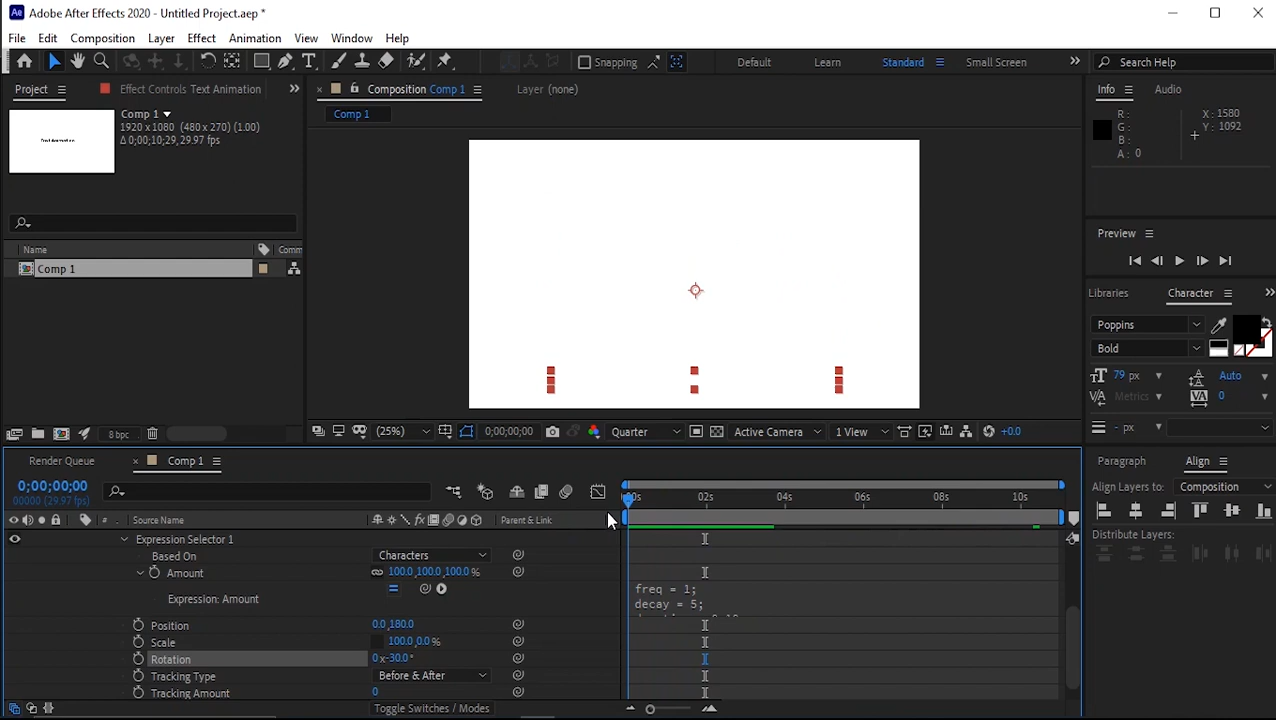 Ae Adobe After Effects 2020 - Untitled Project.aep *
File Edit Composition Layer Effect Animation View Window Help
Snapping Default Learn Standard Small Screen Search Help
Project Effect Controls Text Animation
Comp 1
1920 x 1080 (480 x 270) (1.00)
Δ 0;00;10;29, 29.97 fps
Name Comm
Comp 1
8 bpc
Composition Comp 1 Layer (none)
Comp 1
(25%) 0;00;00;00 Quarter Active Camera 1 View +0.0
Info Audio
R : X : 1580
G : Y : 1092
B :
A : 0
Preview
Libraries Character
Poppins
Bold
79 px Auto
Metrics 0
- px
Paragraph Align
Align Layers to: Composition
Distribute Layers:
Render Queue Comp 1
0;00;00;00
00000 (29.97 fps)
# Source Name Parent & Link
02s 04s 06s 08s 10s
Expression Selector 1
Based On Characters
Amount 100.0,100.0,100.0%
Expression: Amount
freq = 1;
decay = 5;
Position 0.0,180.0
Scale 100.0,0.0%
Rotation 0x-30.0°
Tracking Type Before & After
Tracking Amount 0
Toggle Switches / Modes